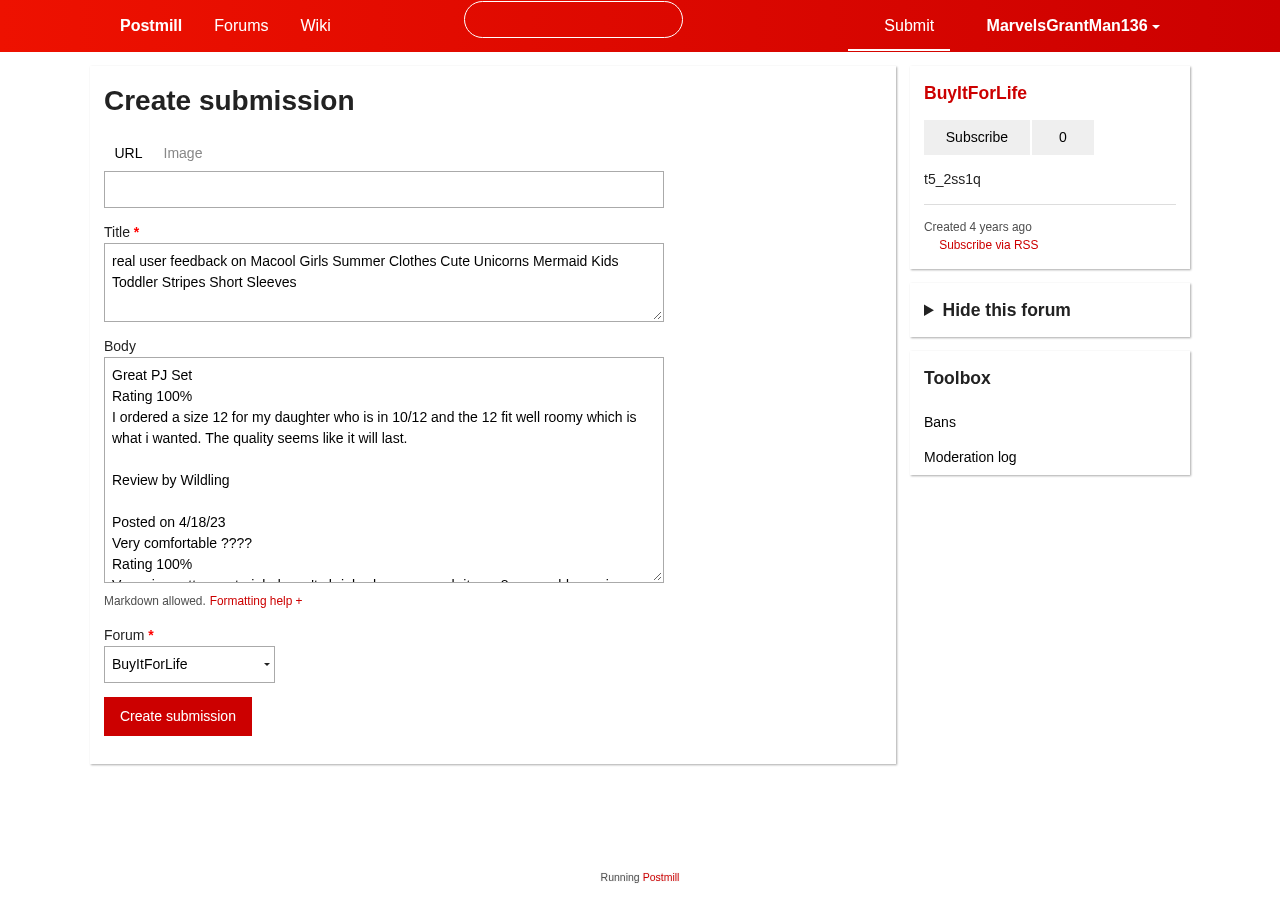 Postmill Forums Wiki Submit MarvelsGrantMan136
Create submission
URL Image
Title *
real user feedback on Macool Girls Summer Clothes Cute Unicorns Mermaid Kids
Toddler Stripes Short Sleeves
Body
Great PJ Set
Rating 100%
I ordered a size 12 for my daughter who is in 10/12 and the 12 fit well roomy which is
what i wanted. The quality seems like it will last.
Review by Wildling
Posted on 4/18/23
Very comfortable ????
Rating 100%
Markdown allowed. Formatting help +
Forum *
BuyItForLife
Create submission
BuyItForLife
Subscribe 0
t5_2ss1q
Created 4 years ago
Subscribe via RSS
Hide this forum
Toolbox
Bans
Moderation log
Running Postmill